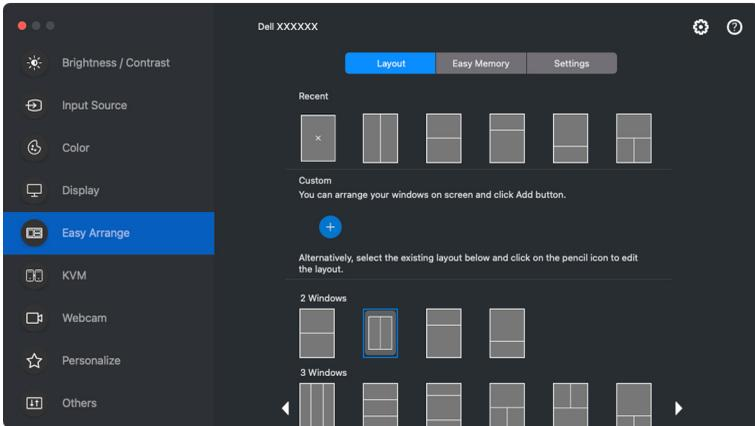 Dell XXXXXX
Brightness / Contrast
Input Source
Color
Display
Easy Arrange
KVM
Webcam
Personalize
Others
Layout
Easy Memory
Settings
Recent
Custom
You can arrange your windows on screen and click Add button.
Alternatively, select the existing layout below and click on the pencil icon to edit
the layout.
2 Windows
3 Windows